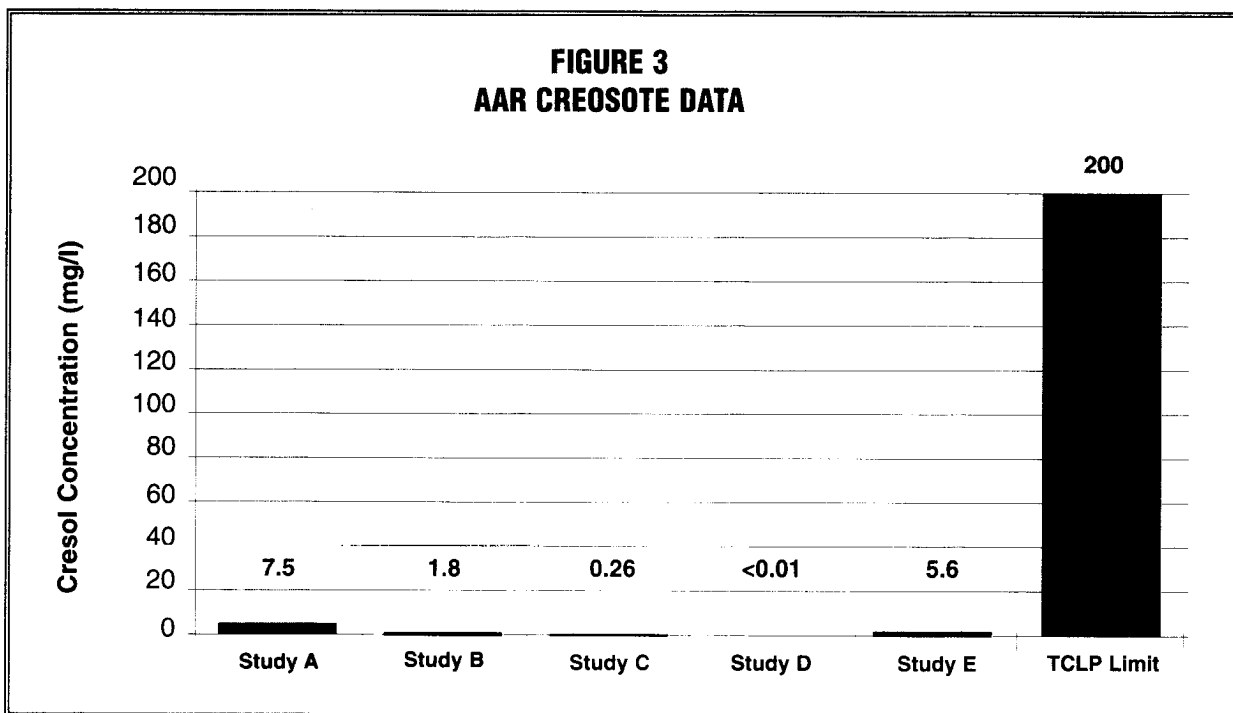 FIGURE 3
AAR CREOSOTE DATA
Cresol Concentration (mg/l)
200
180
160
140
120
100
80
60
40
20
0
7.5
1.8
0.26
<0.01
5.6
200
Study A
Study B
Study C
Study D
Study E
TCLP Limit